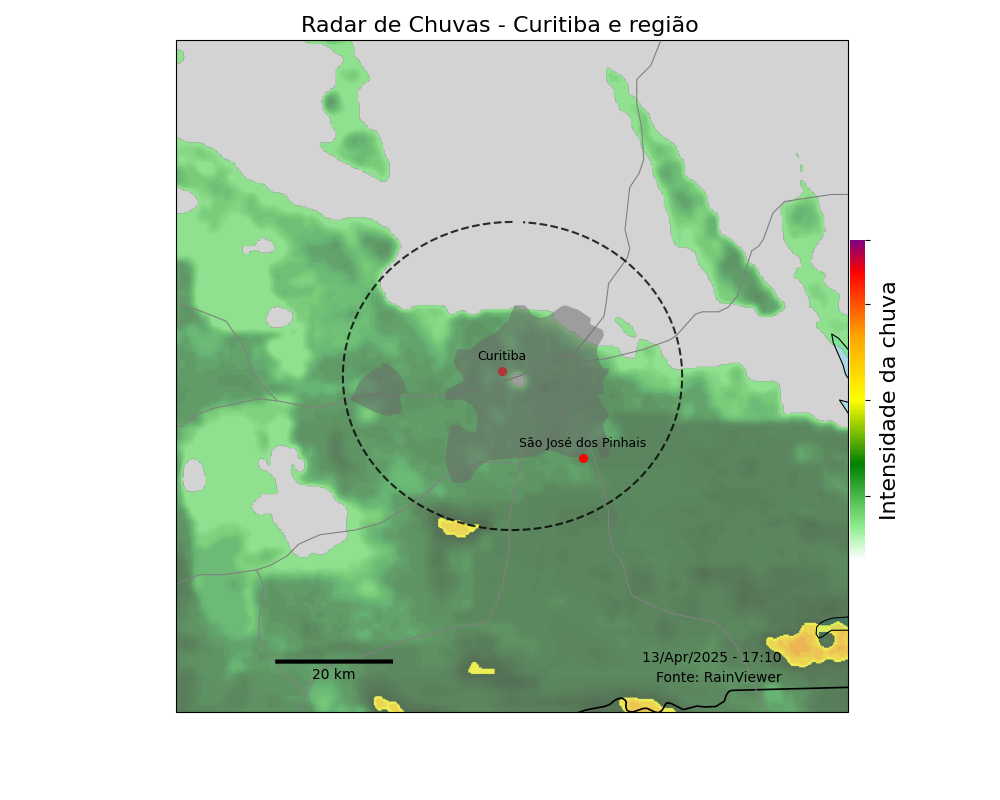 Radar de Chuvas - Curitiba e região
Curitiba
São José dos Pinhais
Intensidade da chuva
13/Apr/2025 - 17:10
20 km
Fonte: RainViewer